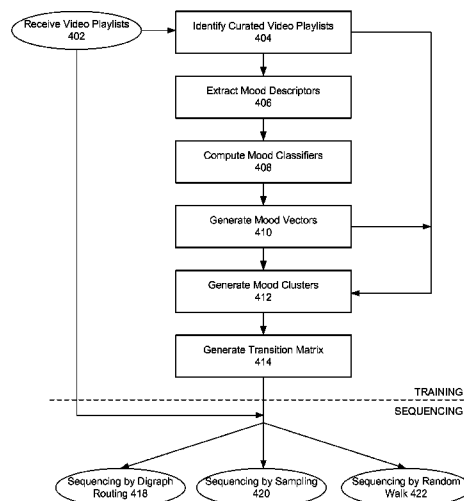 Receive Video Playlists
402
Identify Curated Video Playlists
404
Extract Mood Descriptors
406
Compute Mood Classifiers
408
Generate Mood Vectors
410
Generate Mood Clusters
412
Generate Transition Matrix
414
TRAINING
SEQUENCING
Sequencing by Digraph
Routing 418
Sequencing by Sampling
420
Sequencing by Random
Walk 422